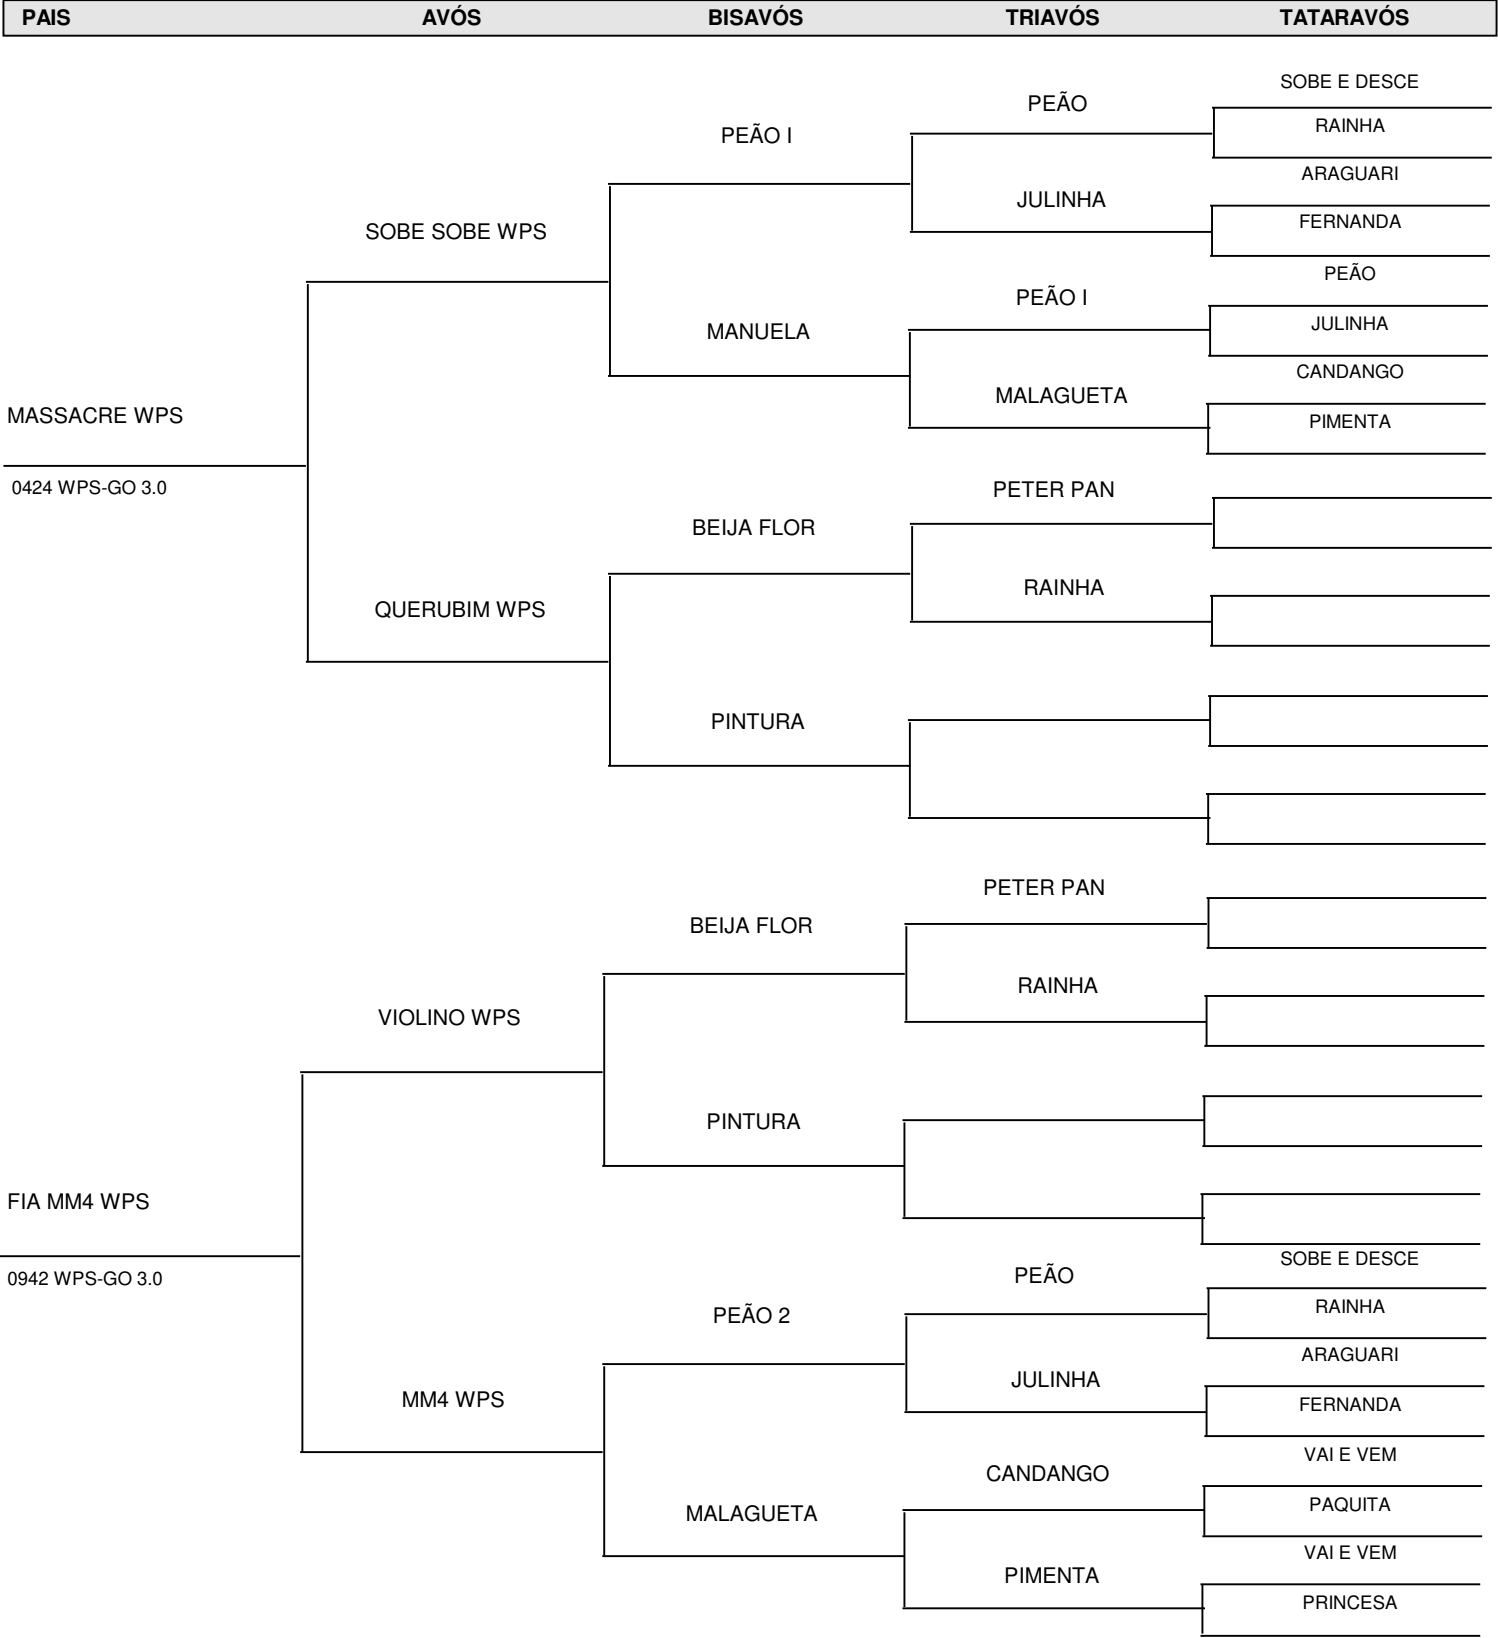 PAIS AVÓS BISAVÓS TRIAVÓS TATARAVÓS
SOBE E DESCE
PEÃO
RAINHA
PEÃO I
ARAGUARI
JULINHA
FERNANDA
SOBE SOBE WPS
PEÃO
PEÃO I
JULINHA
MANUELA
CANDANGO
MALAGUETA
MASSACRE WPS
PIMENTA
0424 WPS-GO 3.0
PETER PAN
BEIJA FLOR
RAINHA
QUERUBIM WPS
PINTURA
PETER PAN
BEIJA FLOR
RAINHA
VIOLINO WPS
PINTURA
FIA MM4 WPS
SOBE E DESCE
0942 WPS-GO 3.0
PEÃO
RAINHA
PEÃO 2
ARAGUARI
JULINHA
MM4 WPS
FERNANDA
VAI E VEM
CANDANGO
PAQUITA
MALAGUETA
VAI E VEM
PIMENTA
PRINCESA